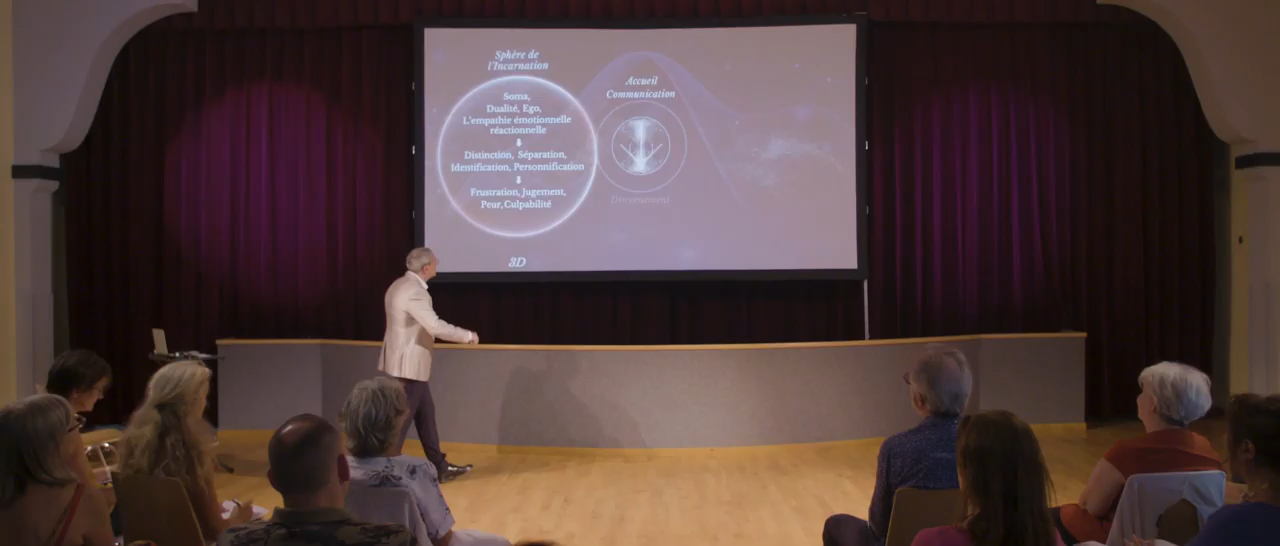 Sphère de
l'Incarnation
Soma,
Dualité, Ego,
L'empathie émotionnelle
réactionnelle
Distinction, Séparation,
Identification, Personnification
Frustration, Jugement,
Peur, Culpabilité
3D
Accueil
Communication
Discernement